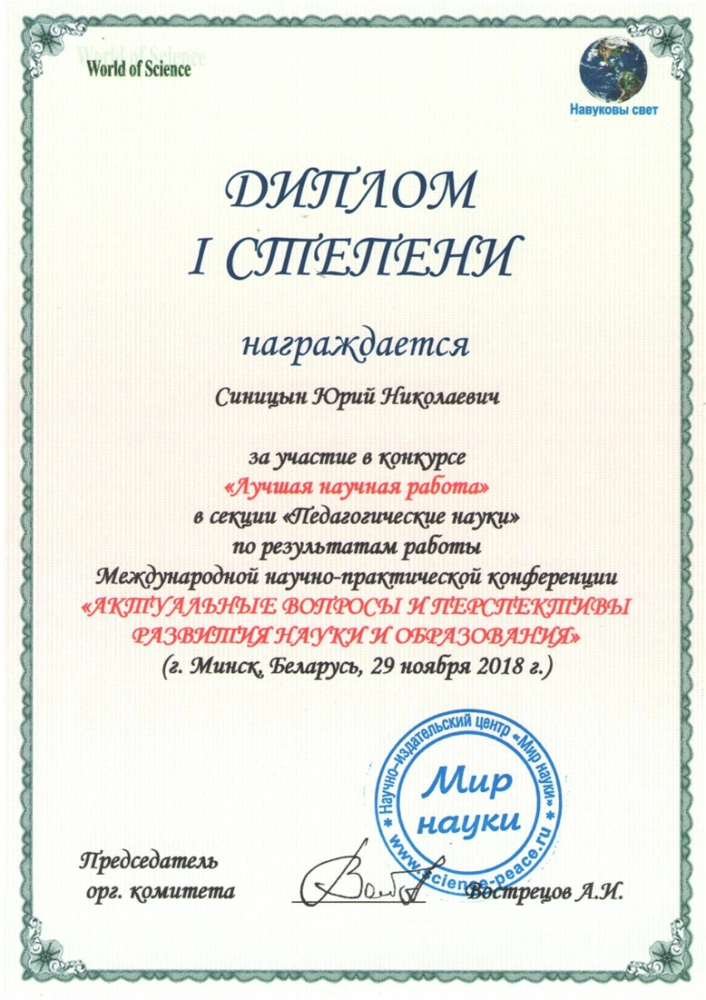 World of Science
Навуковы свет
ДИПЛОМ
I СТЕПЕНИ
награждается
Синицын Юрий Николаевич
за участие в конкурсе
«Лучшая научная работа»
в секции «Педагогические науки»
по результатам работы
Международной научно-практической конференции
«АКТУАЛЬНЫЕ ВОПРОСЫ И ПЕРСПЕКТИВЫ
РАЗВИТИЯ НАУКИ И ОБРАЗОВАНИЯ»
(г. Минск, Беларусь, 29 ноября 2018 г.)
* Научно-издательский центр «Мир науки» *
Мир
науки
www.science-peace.ru
Председатель
орг. комитета
Вострецов А.И.